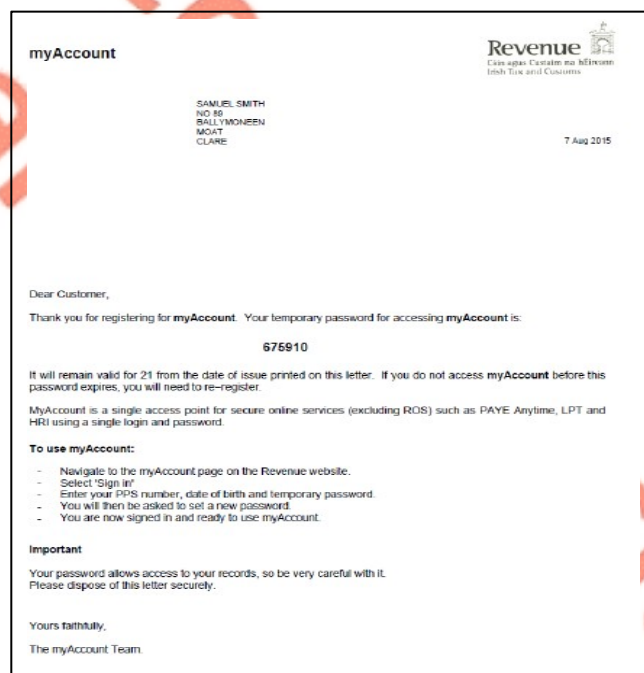 myAccount
Revenue
Cáin agus Custaim na hÉireann
Irish Tax and Customs
SAMUEL SMITH
NO 89
BALLYMONEEN
MOAT
CLARE
7 Aug 2015
Dear Customer,
Thank you for registering for myAccount. Your temporary password for accessing myAccount is:
675910
It will remain valid for 21 from the date of issue printed on this letter. If you do not access myAccount before this
password expires, you will need to re-register.
MyAccount is a single access point for secure online services (excluding ROS) such as PAYE Anytime, LPT and
HRI using a single login and password.
To use myAccount:
- Navigate to the myAccount page on the Revenue website.
- Select 'Sign in'
- Enter your PPS number, date of birth and temporary password.
- You will then be asked to set a new password.
- You are now signed in and ready to use myAccount.
Important
Your password allows access to your records, so be very careful with it.
Please dispose of this letter securely.
Yours faithfully,
The myAccount Team.